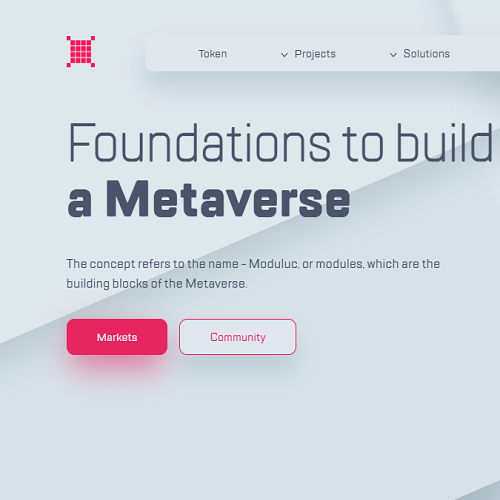 Token Projects Solutions
Foundations to build
a Metaverse
The concept refers to the name – Moduluc, or modules, which are the
building blocks of the Metaverse.
Markets Community